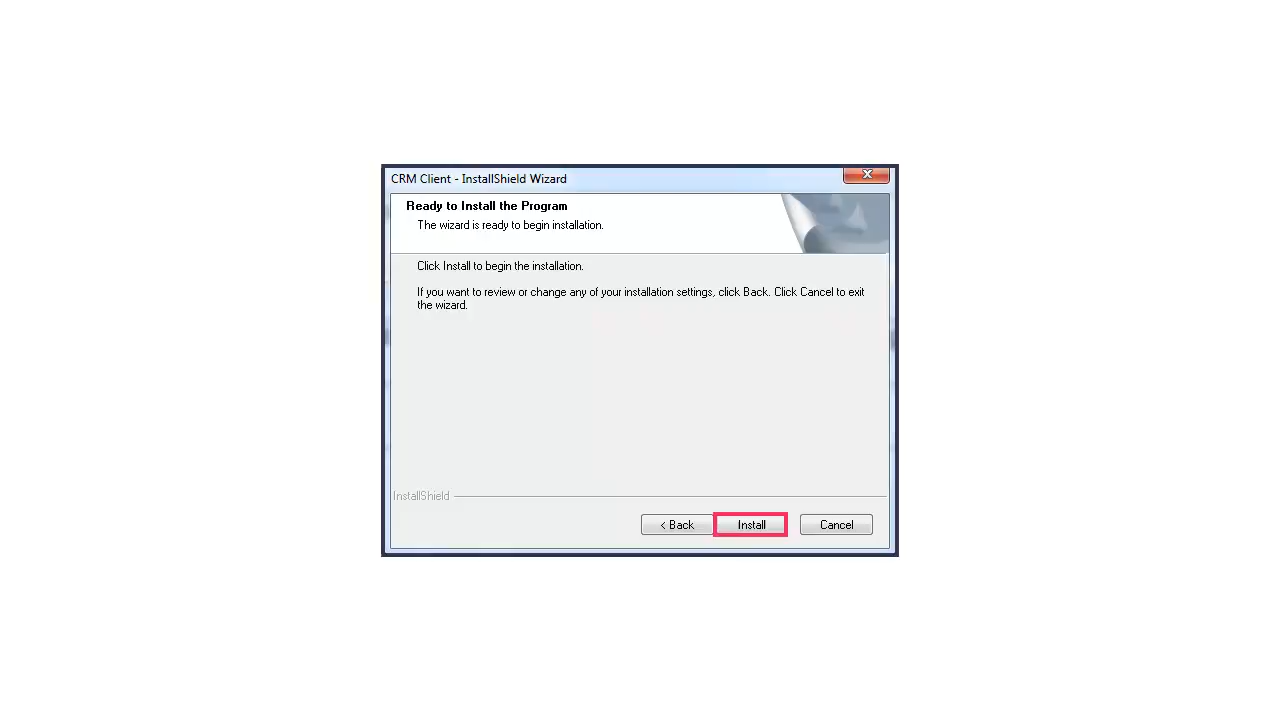 CRM Client - InstallShield Wizard
X
Ready to Install the Program
The wizard is ready to begin installation.
Click Install to begin the installation.
If you want to review or change any of your installation settings, click Back. Click Cancel to exit
the wizard.
InstallShield
< Back Install Cancel